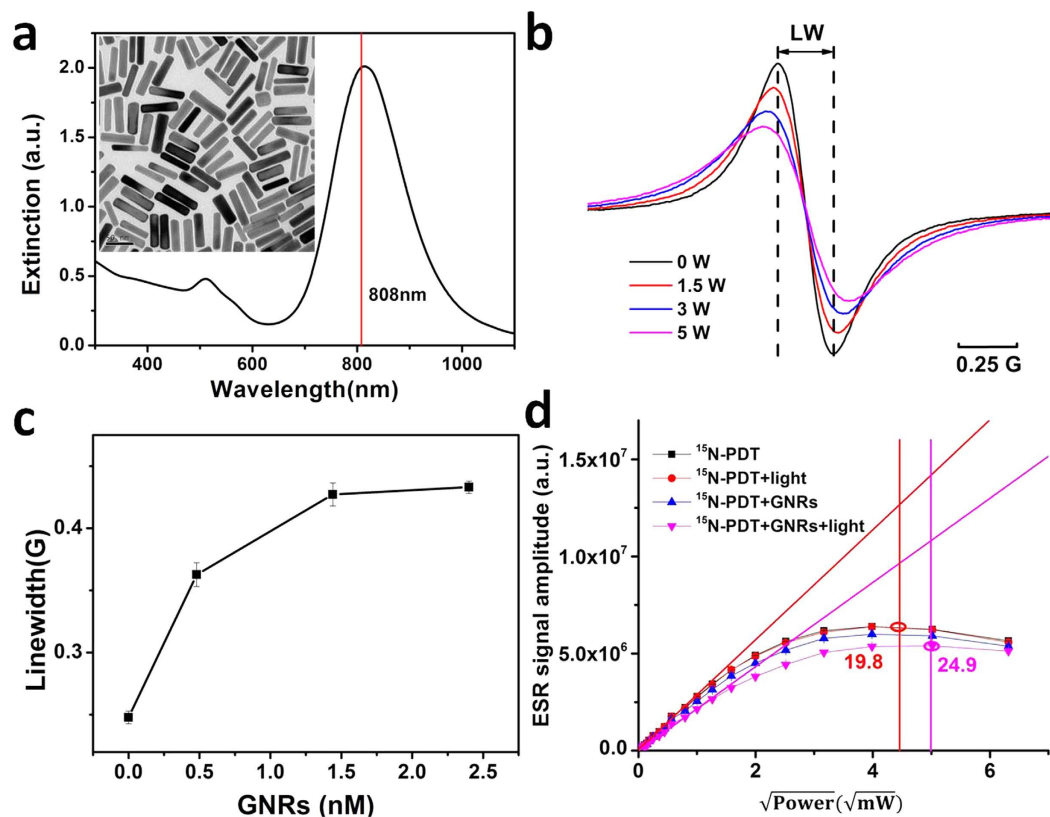 a
Extinction (a.u.)
2.0
1.5
1.0
0.5
0.0
808nm
400
600
800
1000
Wavelength(nm)
b
LW
0 W
1.5 W
3 W
5 W
0.25 G
c
Linewidth(G)
0.4
0.3
0.0
0.5
1.0
1.5
2.0
2.5
GNRs (nM)
d
ESR signal amplitude (a.u.)
1.5x10⁷
1.0x10⁷
5.0x10⁶
0.0
¹⁵N-PDT
¹⁵N-PDT+light
¹⁵N-PDT+GNRs
¹⁵N-PDT+GNRs+light
19.8
24.9
0
2
4
6
√Power(√mW)